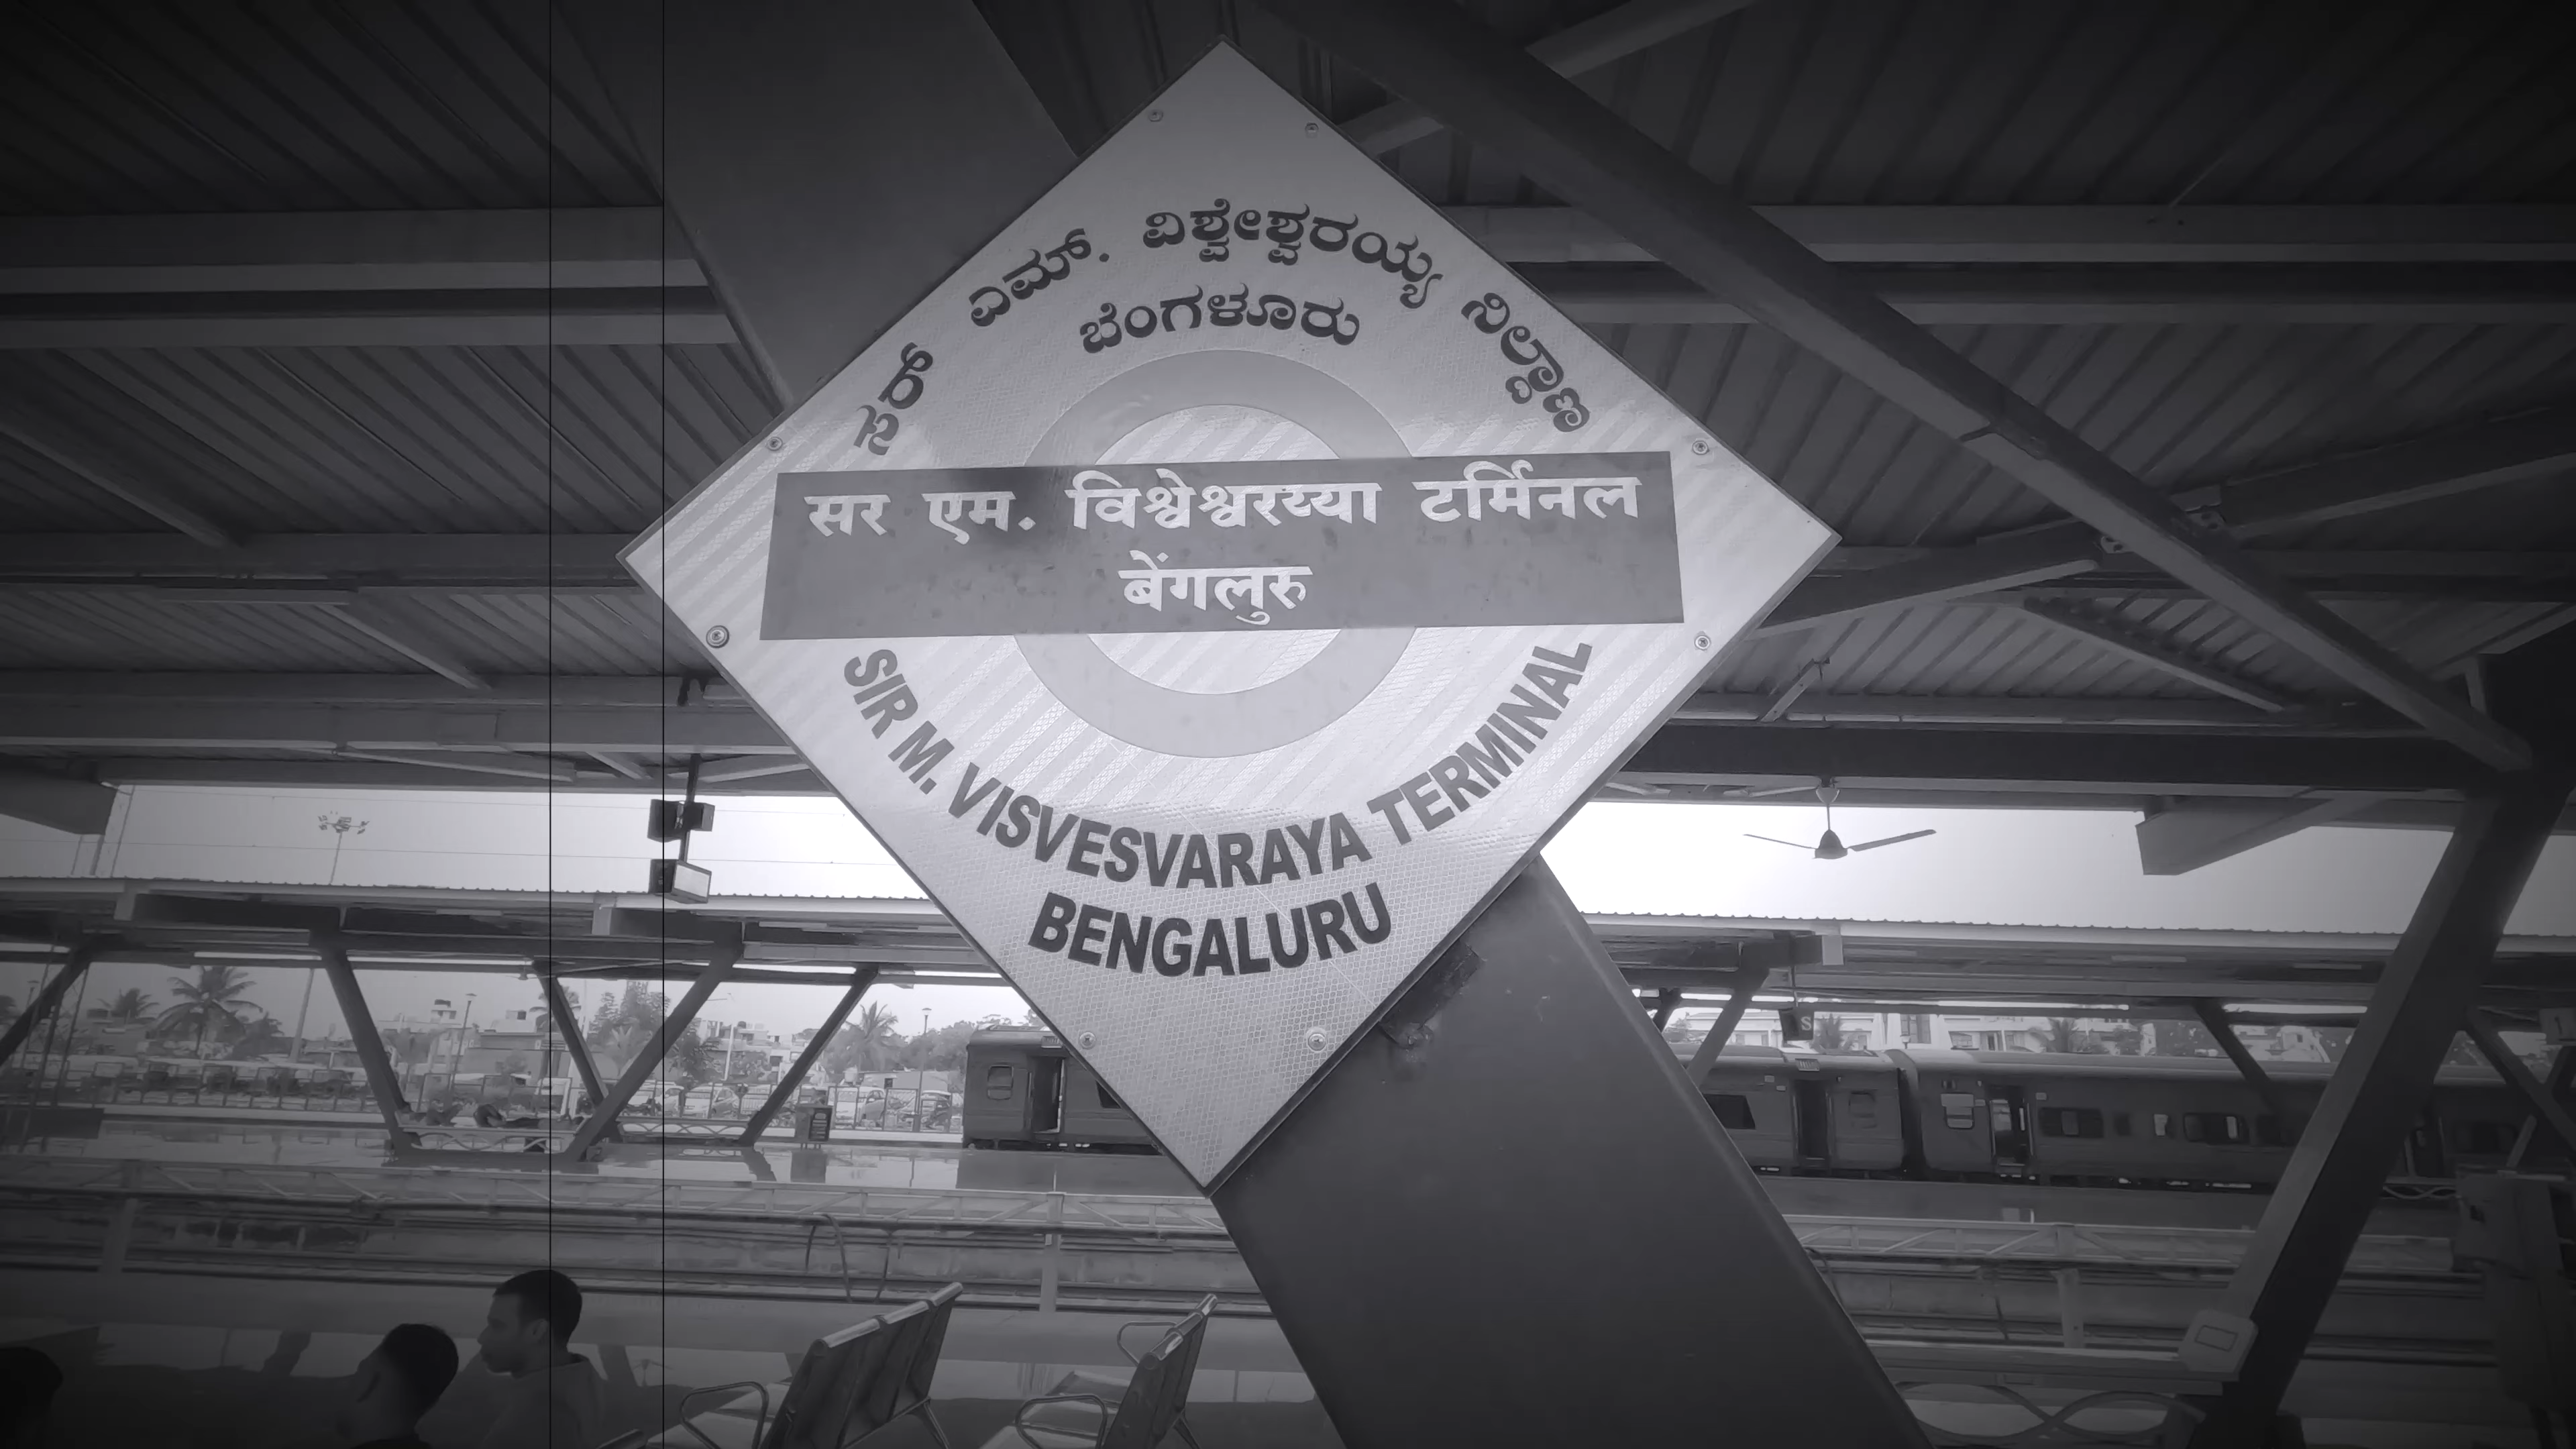 ಸರ್ ಎಮ್. ವಿಶ್ವೇಶ್ವರಯ್ಯ ನಿಲ್ದಾಣ
ಬೆಂಗಳೂರು
सर एम. विश्वेश्वरय्या टर्मिनल
बेंगलुरु
SIR M. VISVESVARAYA TERMINAL
BENGALURU